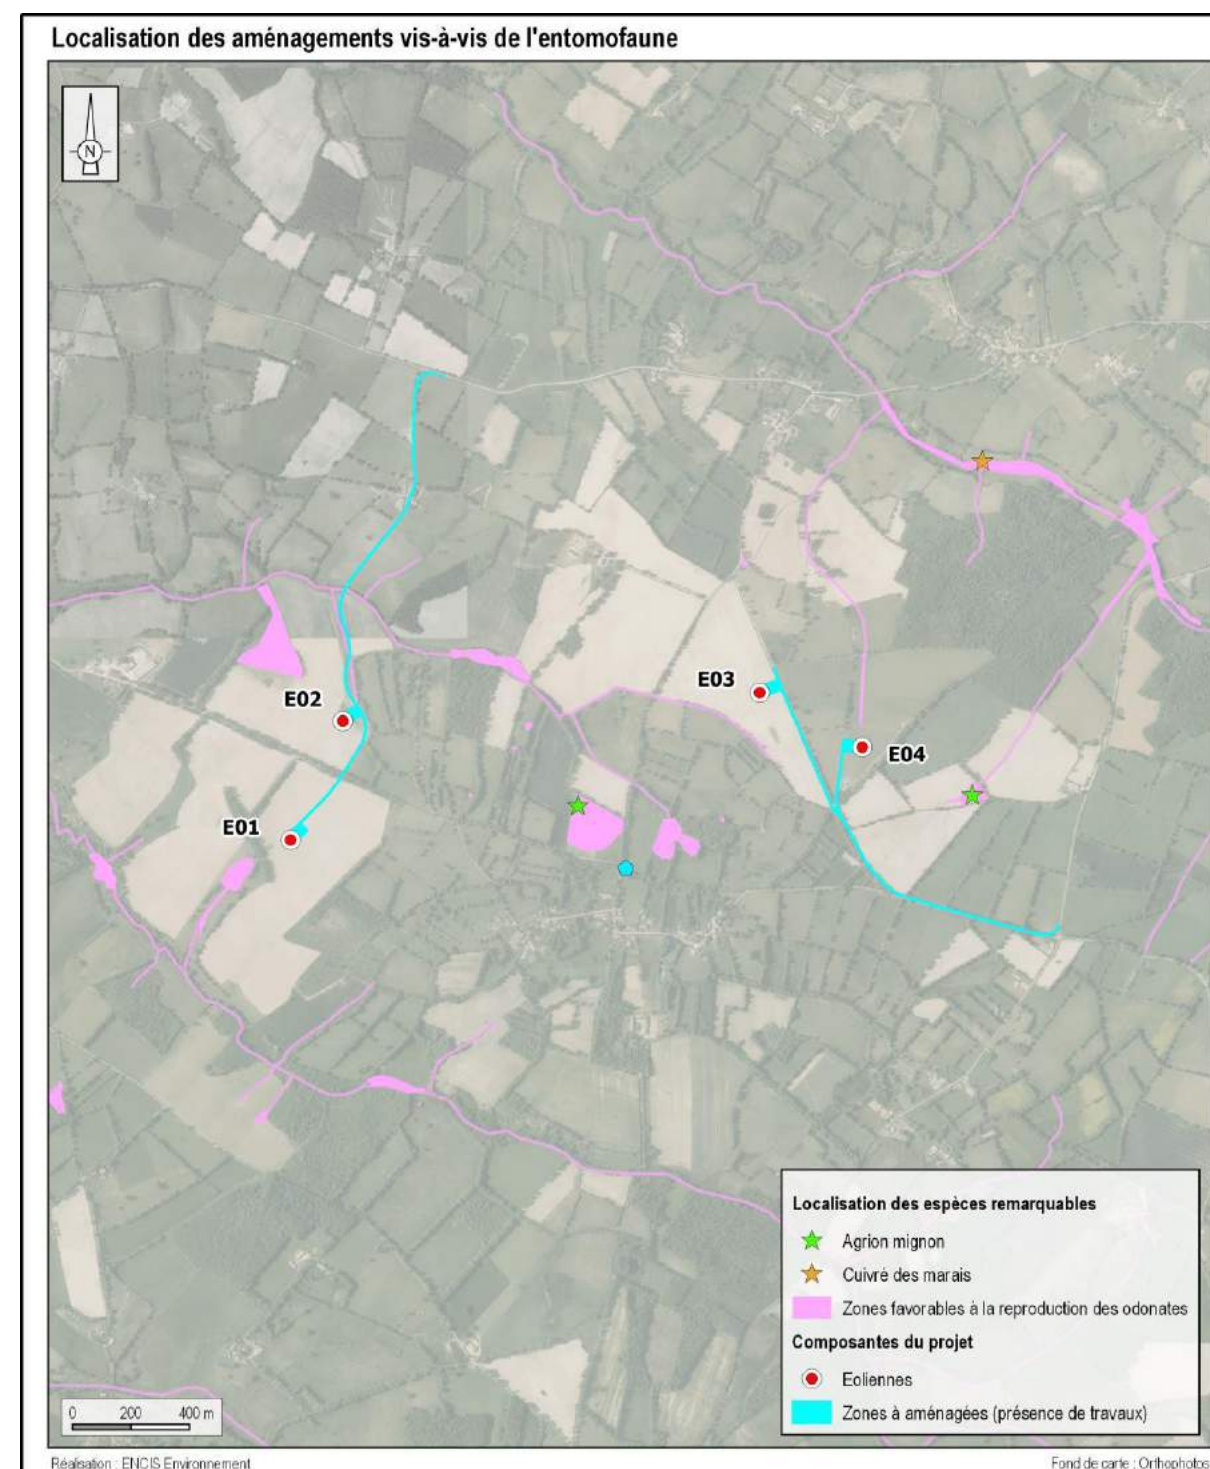 Localisation des aménagements vis-à-vis de l'entomofaune
N
E03
E02
E04
E01
Localisation des espèces remarquables
Agrion mignon
Cuivré des marais
Zones favorables à la reproduction des odonates
Composantes du projet
Eoliennes
Zones à aménagées (présence de travaux)
0 200 400 m
Réalisation : ENCIS Environnement
Fond de carte : Orthophotos